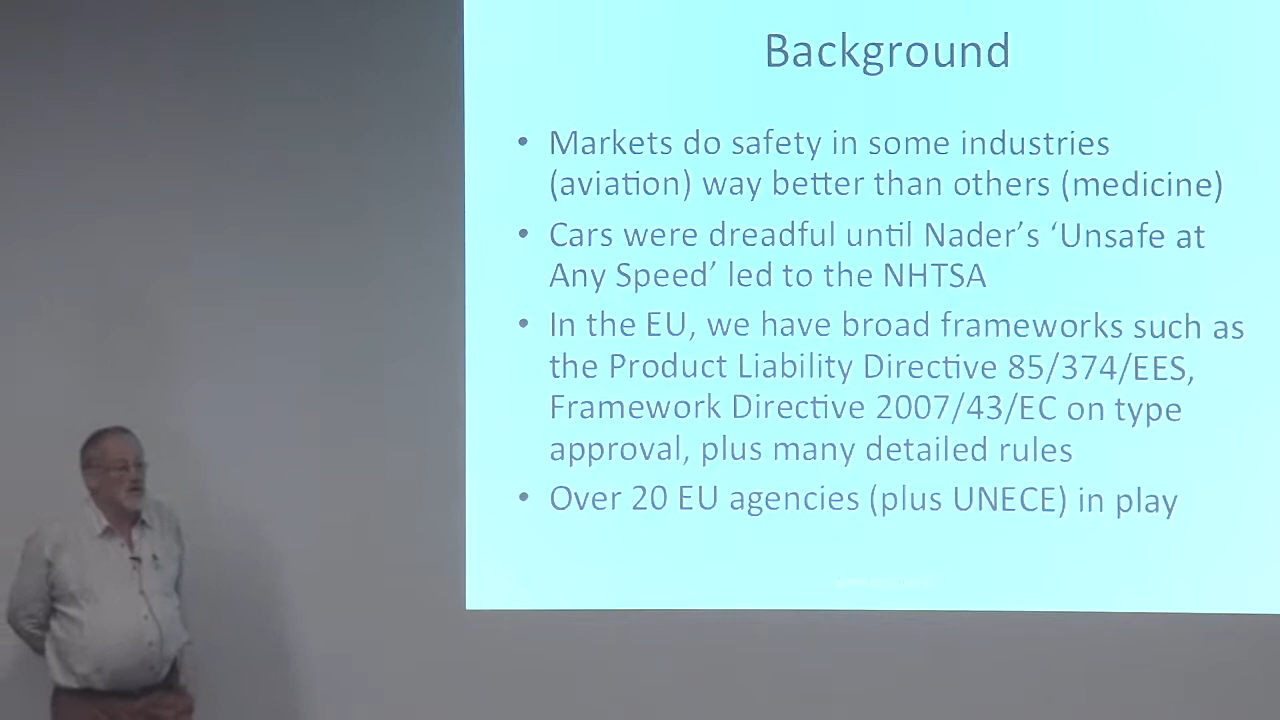 Background
• Markets do safety in some industries
(aviation) way better than others (medicine)
• Cars were dreadful until Nader's 'Unsafe at
Any Speed' led to the NHTSA
• In the EU, we have broad frameworks such as
the Product Liability Directive 85/374/EES,
Framework Directive 2007/43/EC on type
approval, plus many detailed rules
• Over 20 EU agencies (plus UNECE) in play